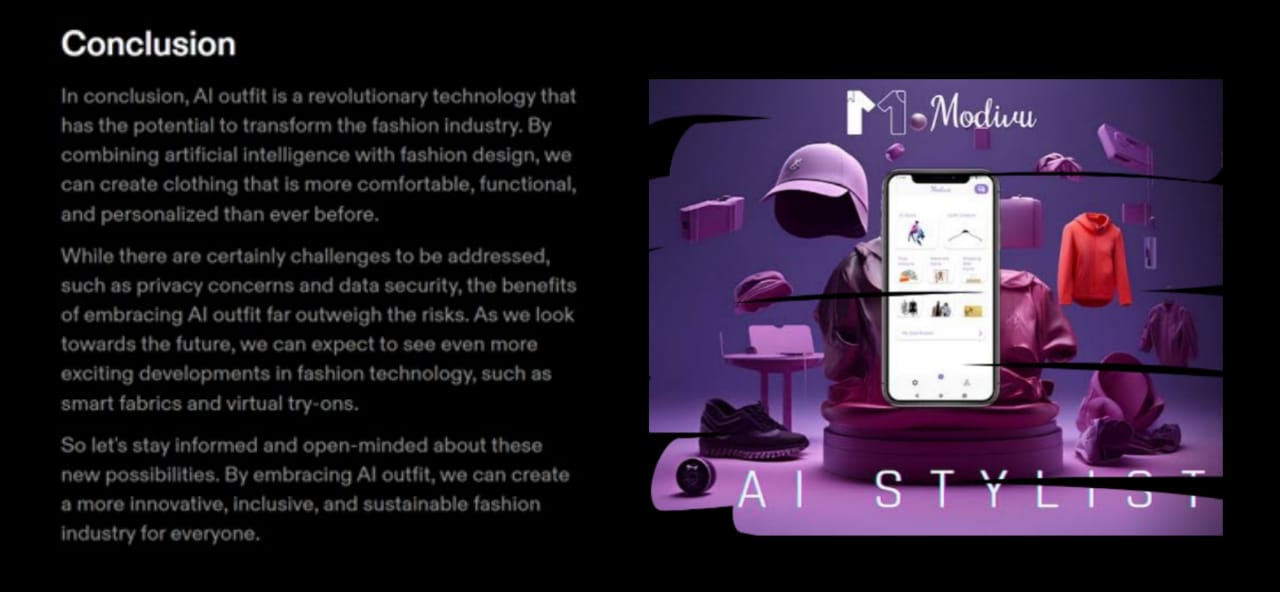 Conclusion
In conclusion, AI outfit is a revolutionary technology that
has the potential to transform the fashion industry. By
combining artificial intelligence with fashion design, we
can create clothing that is more comfortable, functional,
and personalized than ever before.
While there are certainly challenges to be addressed,
such as privacy concerns and data security, the benefits
of embracing AI outfit far outweigh the risks. As we look
towards the future, we can expect to see even more
exciting developments in fashion technology, such as
smart fabrics and virtual try-ons.
So let's stay informed and open-minded about these
new possibilities. By embracing AI outfit, we can create
a more innovative, inclusive, and sustainable fashion
industry for everyone.
M. Modivu
Modivu
AI STYLIST